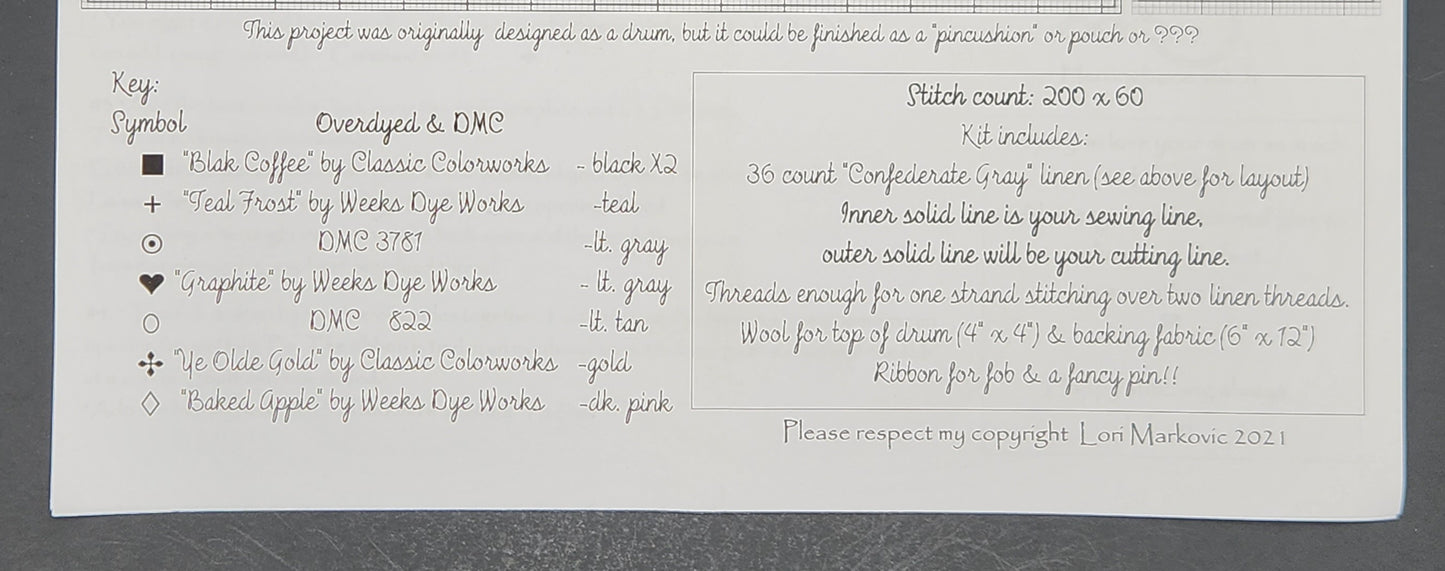 This project was originally designed as a drum, but it could be finished as a "pincushion" or pouch or ???
Key:
Symbol Overdyed & DMC
■ "Blak Coffee" by Classic Colorworks - black X2
+ "Teal Frost" by Weeks Dye Works -teal
⊙ DMC 3781 -lt. gray
♥ "Graphite" by Weeks Dye Works - lt. gray
○ DMC 822 -lt. tan
✣ "Ye Olde Gold" by Classic Colorworks -gold
◇ "Baked Apple" by Weeks Dye Works -dk. pink
Stitch count: 200 x 60
Kit includes:
36 count "Confederate Gray" linen (see above for layout)
Inner solid line is your sewing line,
outer solid line will be your cutting line.
Threads enough for one strand stitching over two linen threads.
Wool for top of drum (4" x 4") & backing fabric (6" x 12")
Ribbon for fob & a fancy pin!!
Please respect my copyright Lori Markovic 2021